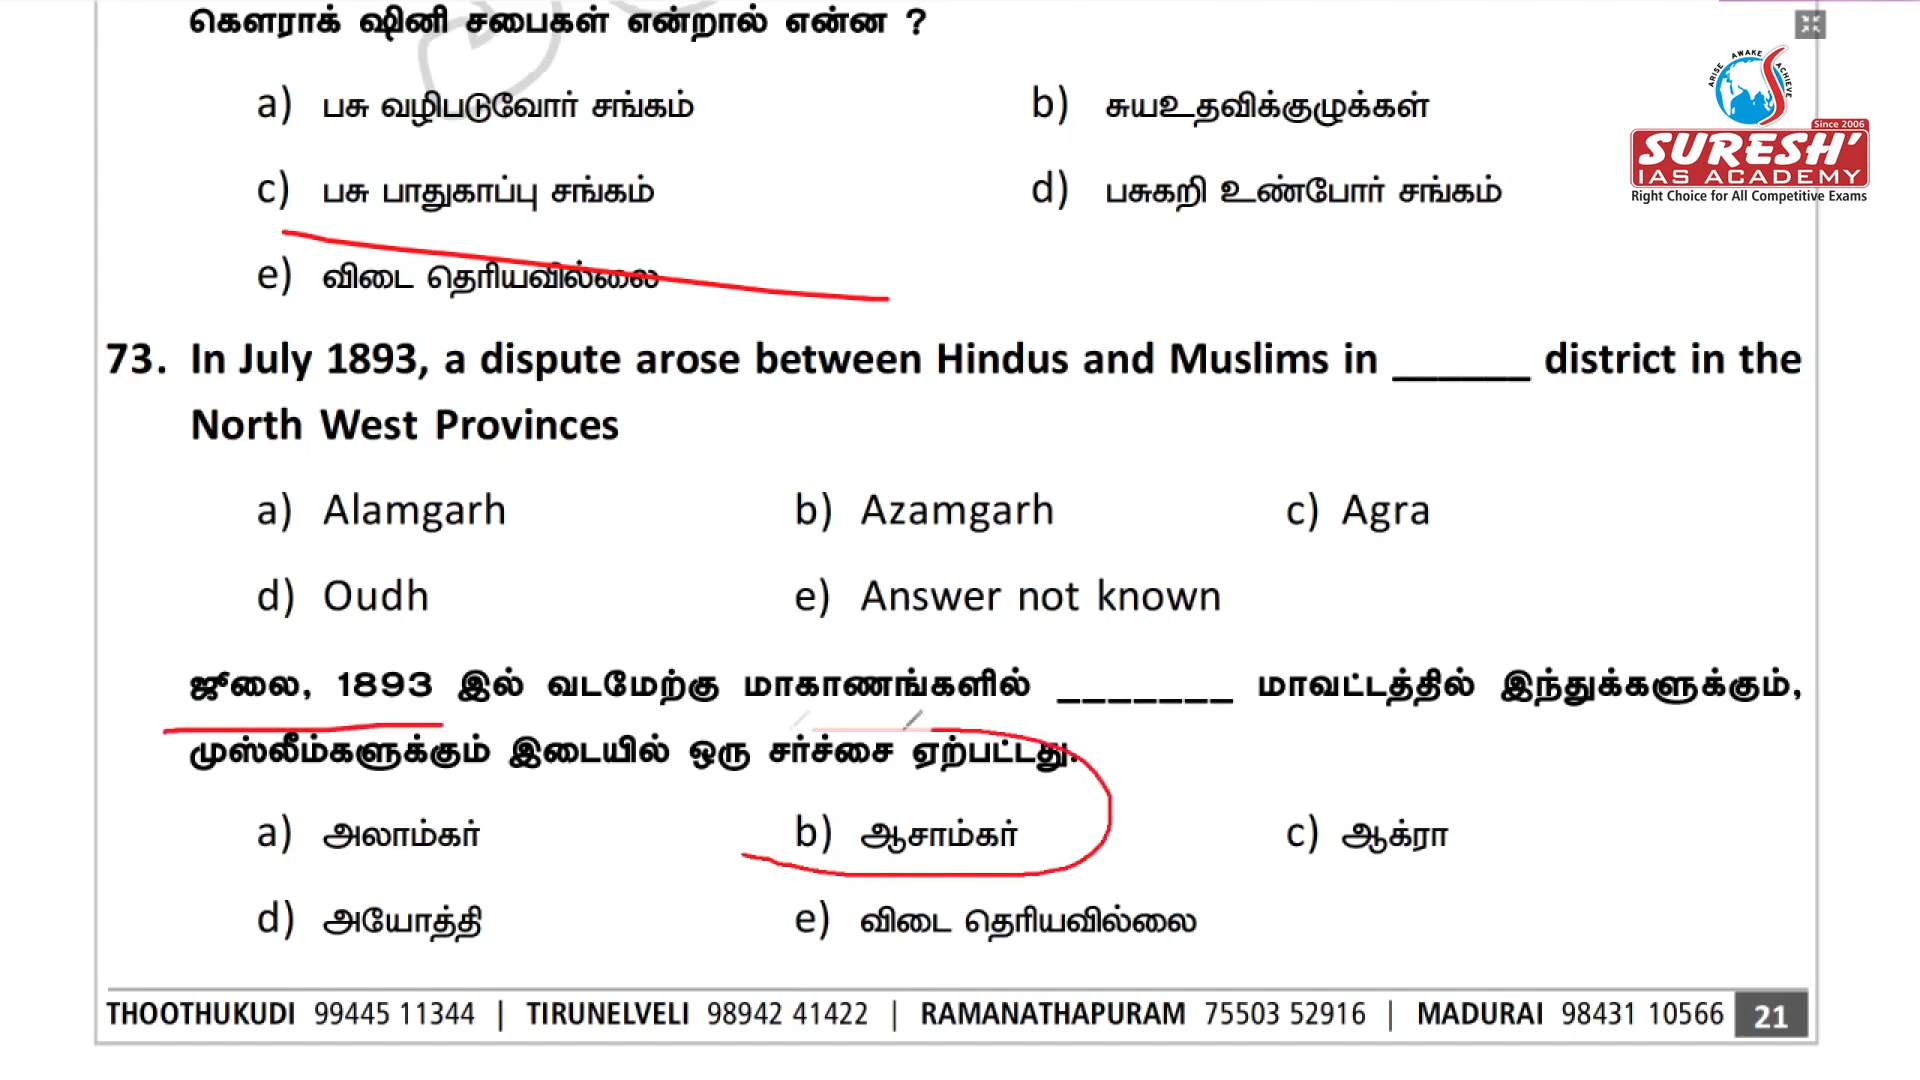 கௌராக் ஷினி சபைகள் என்றால் என்ன ?
a) பசு வழிபடுவோர் சங்கம் b) சுயஉதவிக்குழுக்கள்
c) பசு பாதுகாப்பு சங்கம் d) பசுகறி உண்போர் சங்கம்
e) விடை தெரியவில்லை
ARISE AWAKE ACHIEVE
Since 2006
SURESH'
IAS ACADEMY
Right Choice for All Competitive Exams
73. In July 1893, a dispute arose between Hindus and Muslims in ______ district in the
North West Provinces
a) Alamgarh b) Azamgarh c) Agra
d) Oudh e) Answer not known
ஜூலை, 1893 இல் வடமேற்கு மாகாணங்களில் _______ மாவட்டத்தில் இந்துக்களுக்கும்,
முஸ்லீம்களுக்கும் இடையில் ஒரு சர்ச்சை ஏற்பட்டது.
a) அலாம்கர் b) ஆசாம்கர் c) ஆக்ரா
d) அயோத்தி e) விடை தெரியவில்லை
THOOTHUKUDI 99445 11344 | TIRUNELVELI 98942 41422 | RAMANATHAPURAM 75503 52916 | MADURAI 98431 10566 21